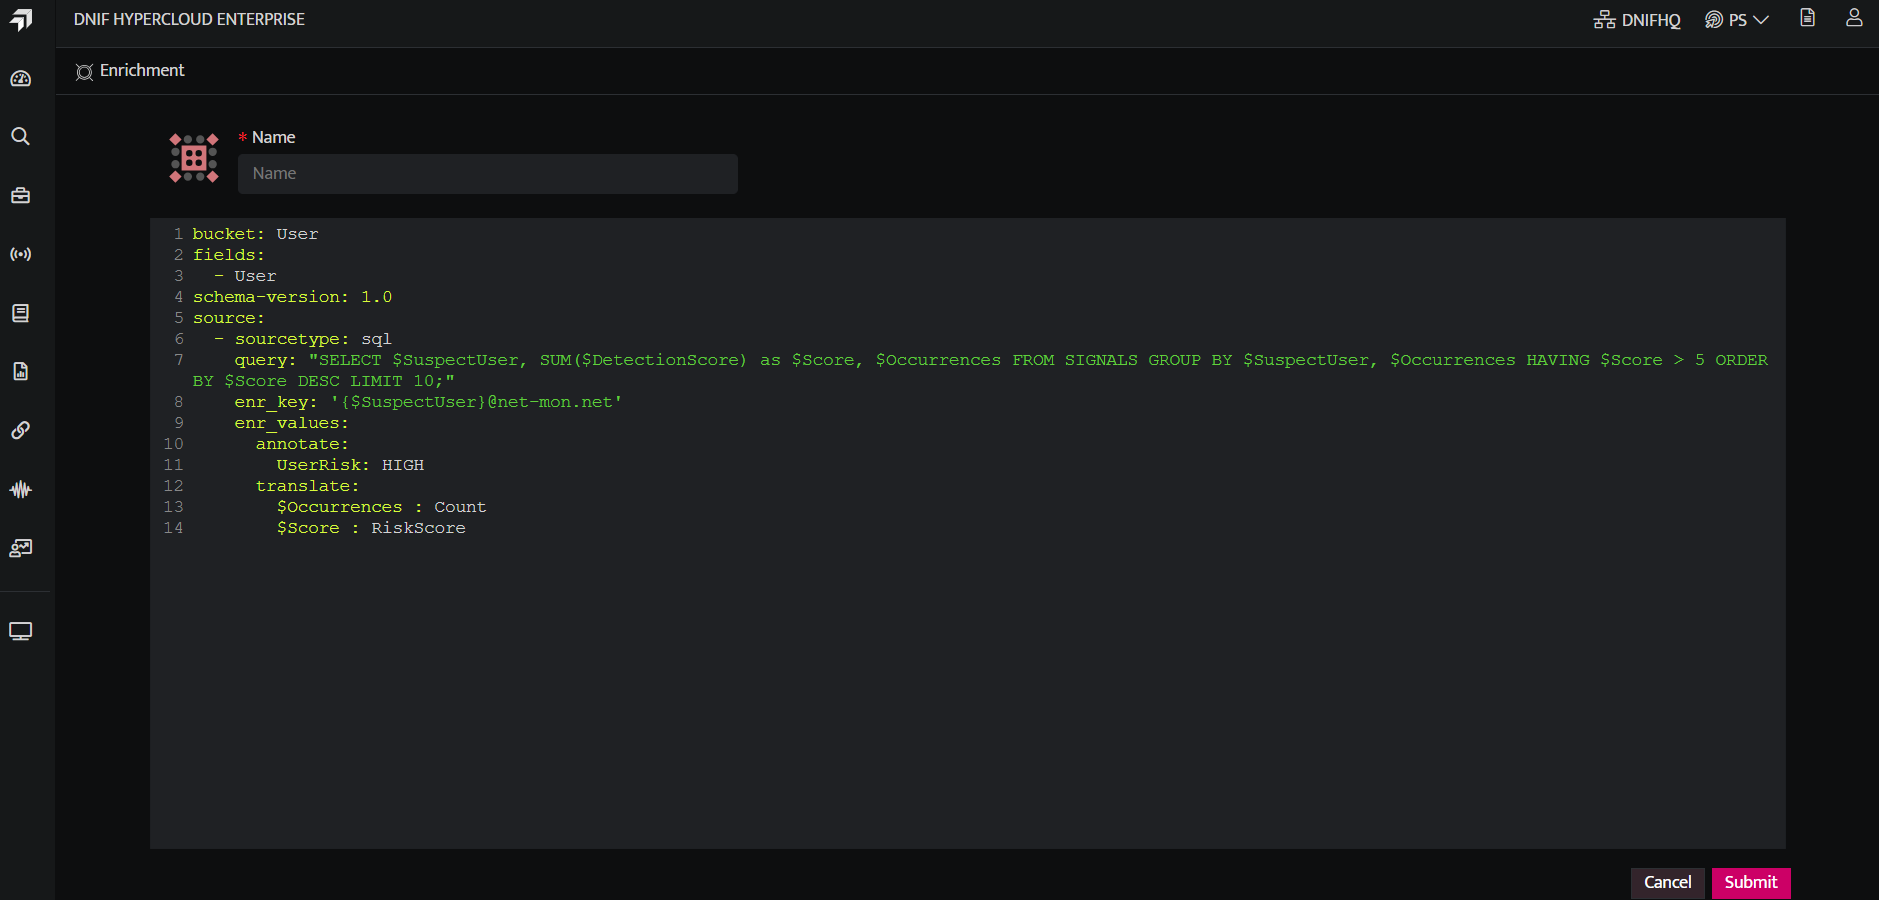 DNIF HYPERCLOUD ENTERPRISE
DNIFHQ
PS
Enrichment
* Name
Name
1 bucket: User
2 fields:
3   - User
4 schema-version: 1.0
5 source:
6   - sourcetype: sql
7     query: "SELECT $SuspectUser, SUM($DetectionScore) as $Score, $Occurrences FROM SIGNALS GROUP BY $SuspectUser, $Occurrences HAVING $Score > 5 ORDER
BY $Score DESC LIMIT 10;"
8     enr_key: '{$SuspectUser}@net-mon.net'
9     enr_values:
10       annotate:
11         UserRisk: HIGH
12       translate:
13         $Occurrences : Count
14         $Score : RiskScore
Cancel
Submit